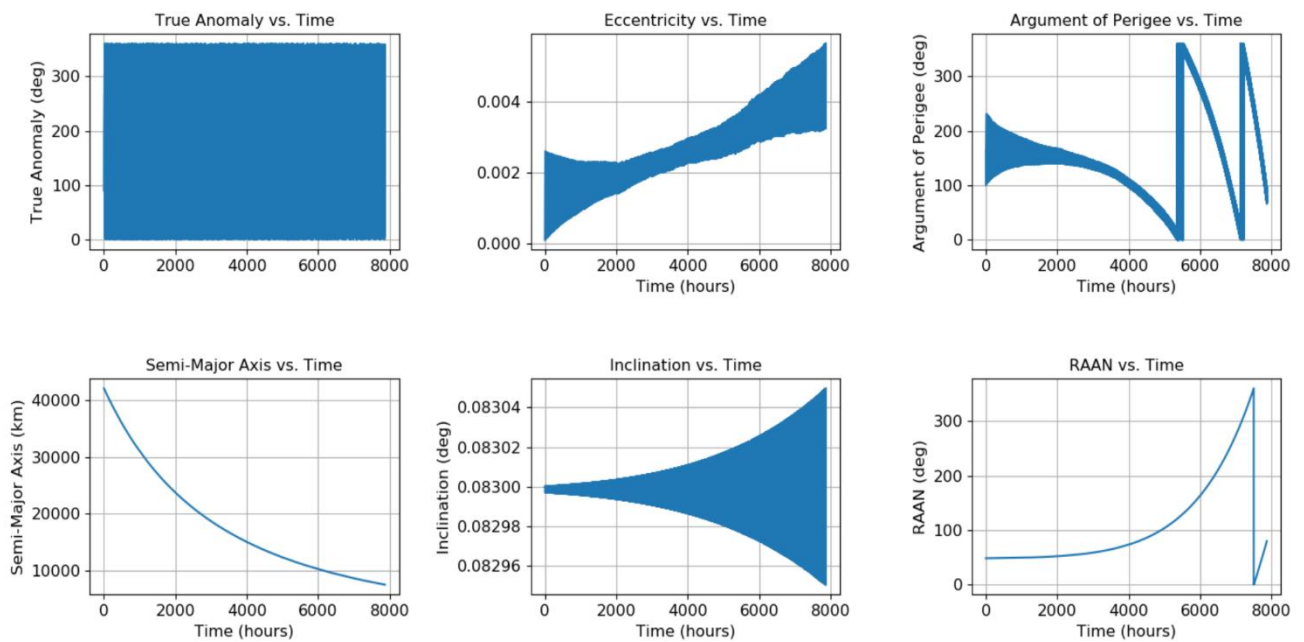 True Anomaly vs. Time
True Anomaly (deg)
300
200
100
0
0 2000 4000 6000 8000
Time (hours)
Eccentricity vs. Time
Eccentricity
0.004
0.002
0.000
0 2000 4000 6000 8000
Time (hours)
Argument of Perigee vs. Time
Argument of Perigee (deg)
300
200
100
0
0 2000 4000 6000 8000
Time (hours)
Semi-Major Axis vs. Time
Semi-Major Axis (km)
40000
30000
20000
10000
0 2000 4000 6000 8000
Time (hours)
Inclination vs. Time
Inclination (deg)
0.08304
0.08302
0.08300
0.08298
0.08296
0 2000 4000 6000 8000
Time (hours)
RAAN vs. Time
RAAN (deg)
300
200
100
0
0 2000 4000 6000 8000
Time (hours)